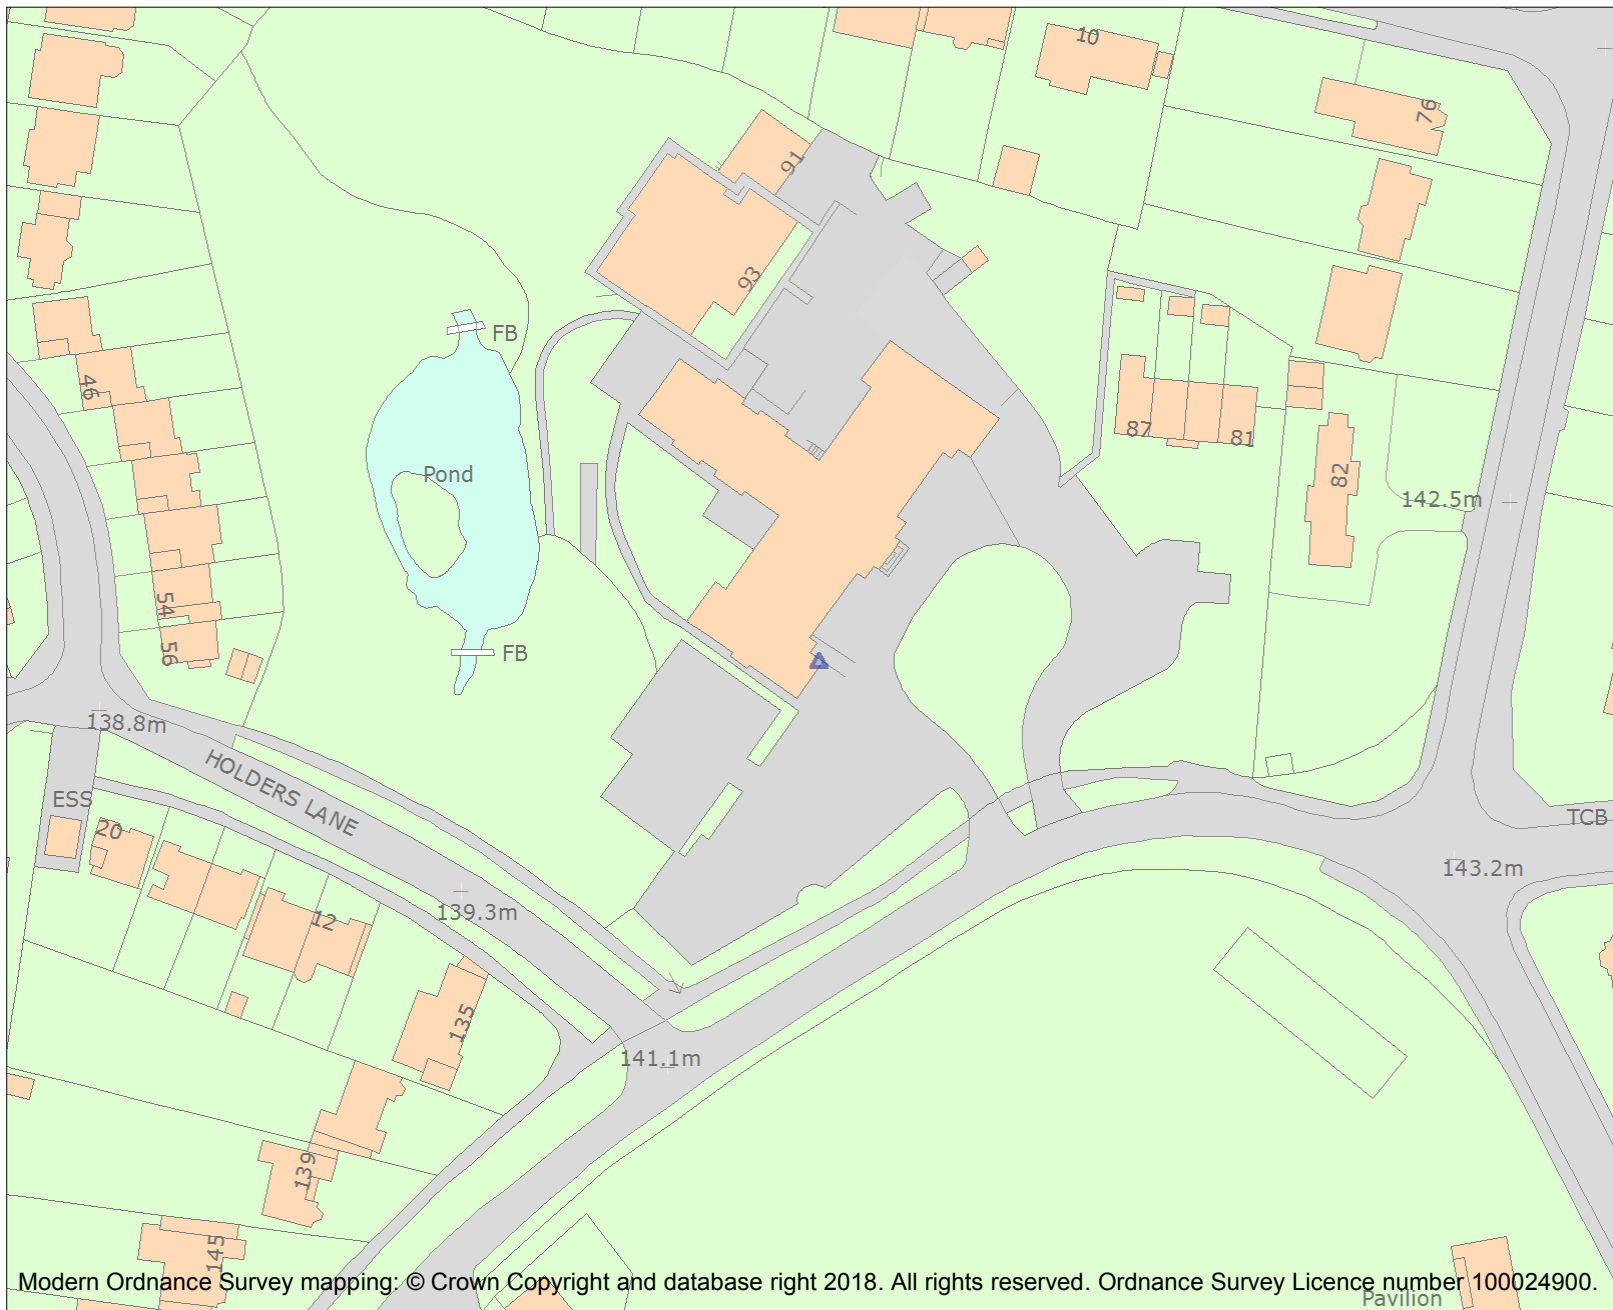 10
76
91
93
FB
46
87
81
82
Pond
142.5m
54
56
FB
138.8m
HOLDERS LANE
ESS
20
TCB
143.2m
12
139.3m
135
141.1m
139
145
Modern Ordnance Survey mapping: © Crown Copyright and database right 2018. All rights reserved. Ordnance Survey Licence number 100024900.
Pavilion